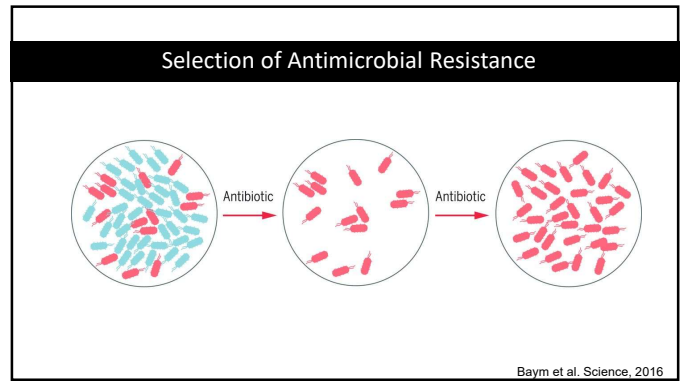 Selection of Antimicrobial Resistance
Antibiotic
Antibiotic
Baym et al. Science, 2016